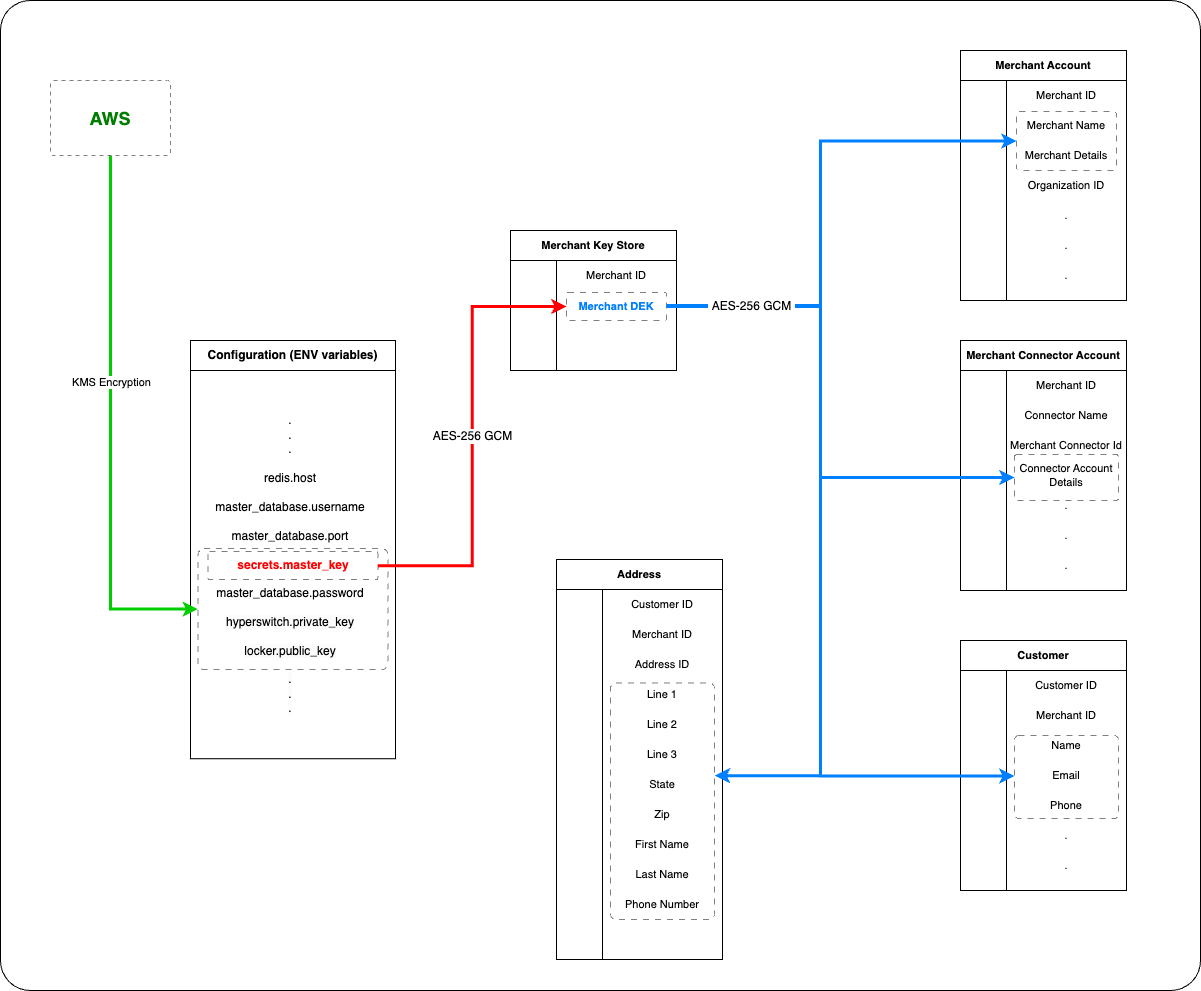 AWS
KMS Encryption
Configuration (ENV variables)
.
.
.
redis.host
master_database.username
master_database.port
secrets.master_key
master_database.password
hyperswitch.private_key
locker.public_key
.
.
.
AES-256 GCM
Merchant Key Store
Merchant ID
Merchant DEK
AES-256 GCM
Address
Customer ID
Merchant ID
Address ID
Line 1
Line 2
Line 3
State
Zip
First Name
Last Name
Phone Number
Merchant Account
Merchant ID
Merchant Name
Merchant Details
Organization ID
.
.
.
Merchant Connector Account
Merchant ID
Connector Name
Merchant Connector Id
Connector Account
Details
.
.
.
Customer
Customer ID
Merchant ID
Name
Email
Phone
.
.